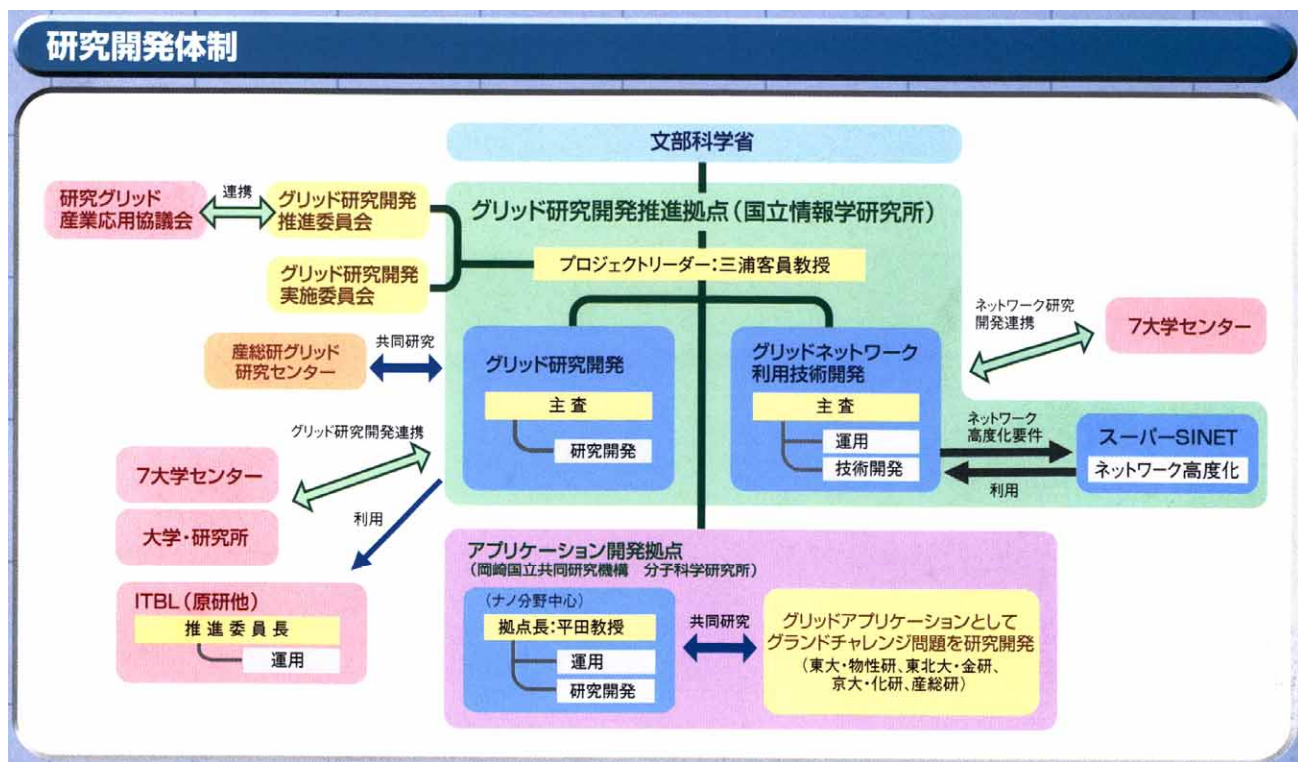 研究開発体制
文部科学省
研究グリッド
産業応用協議会
連携
グリッド研究開発
推進委員会
グリッド研究開発
実施委員会
グリッド研究開発推進拠点(国立情報学研究所)
プロジェクトリーダー:三浦客員教授
産総研グリッド
研究センター
共同研究
グリッド研究開発
主査
研究開発
グリッドネットワーク
利用技術開発
主査
運用
技術開発
ネットワーク研究
開発連携
7大学センター
ネットワーク
高度化要件
利用
スーパーSINET
ネットワーク高度化
グリッド研究開発連携
7大学センター
大学・研究所
利用
ITBL(原研他)
推進委員長
運用
アプリケーション開発拠点
(岡崎国立共同研究機構 分子科学研究所)
(ナノ分野中心)
拠点長:平田教授
運用
研究開発
共同研究
グリッドアプリケーションとして
グランドチャレンジ問題を研究開発
(東大・物性研、東北大・金研、
京大・化研、産総研)